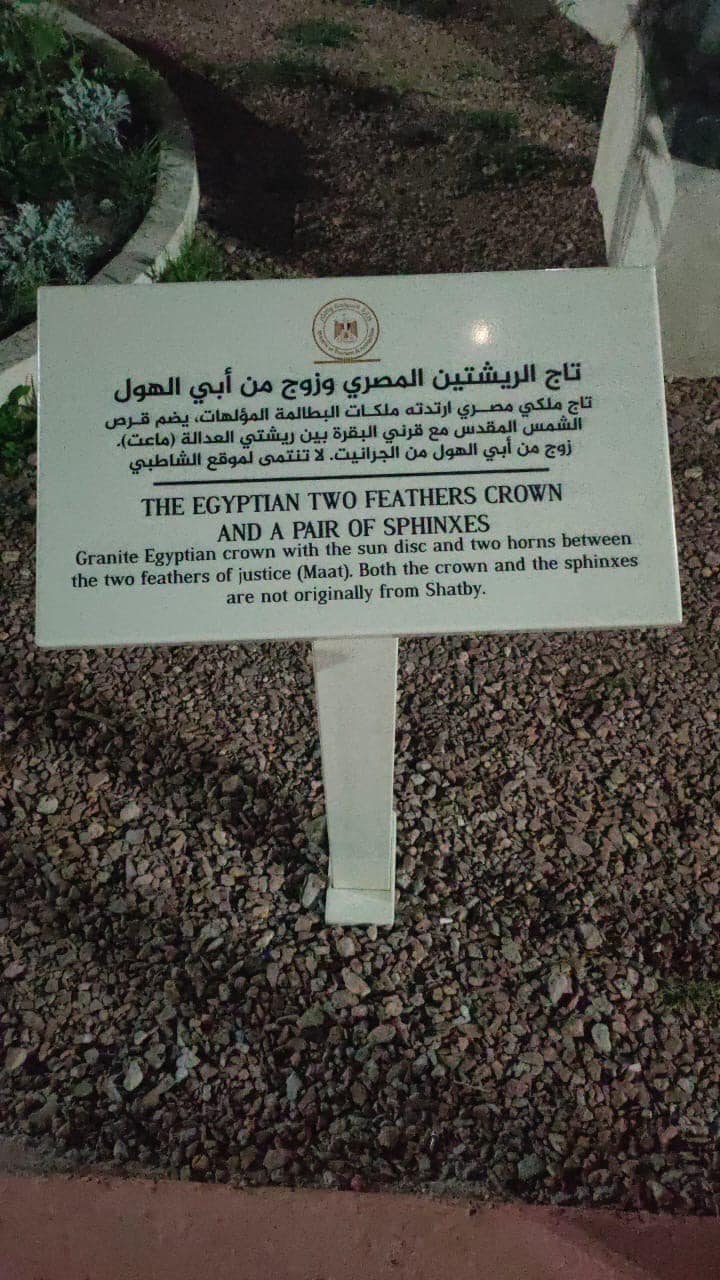 تاج الريشتين المصري وزوج من أبي الهول
تاج ملكي مصري ارتدته ملكات البطالمة المؤلهات، يضم قرص
الشمس المقدس مع قرني البقرة بين ريشتي العدالة (ماعت).
زوج من أبي الهول من الجرانيت. لا تنتمى لموقع الشاطبي
THE EGYPTIAN TWO FEATHERS CROWN
AND A PAIR OF SPHINXES
Granite Egyptian crown with the sun disc and two horns between
the two feathers of justice (Maat). Both the crown and the sphinxes
are not originally from Shatby.